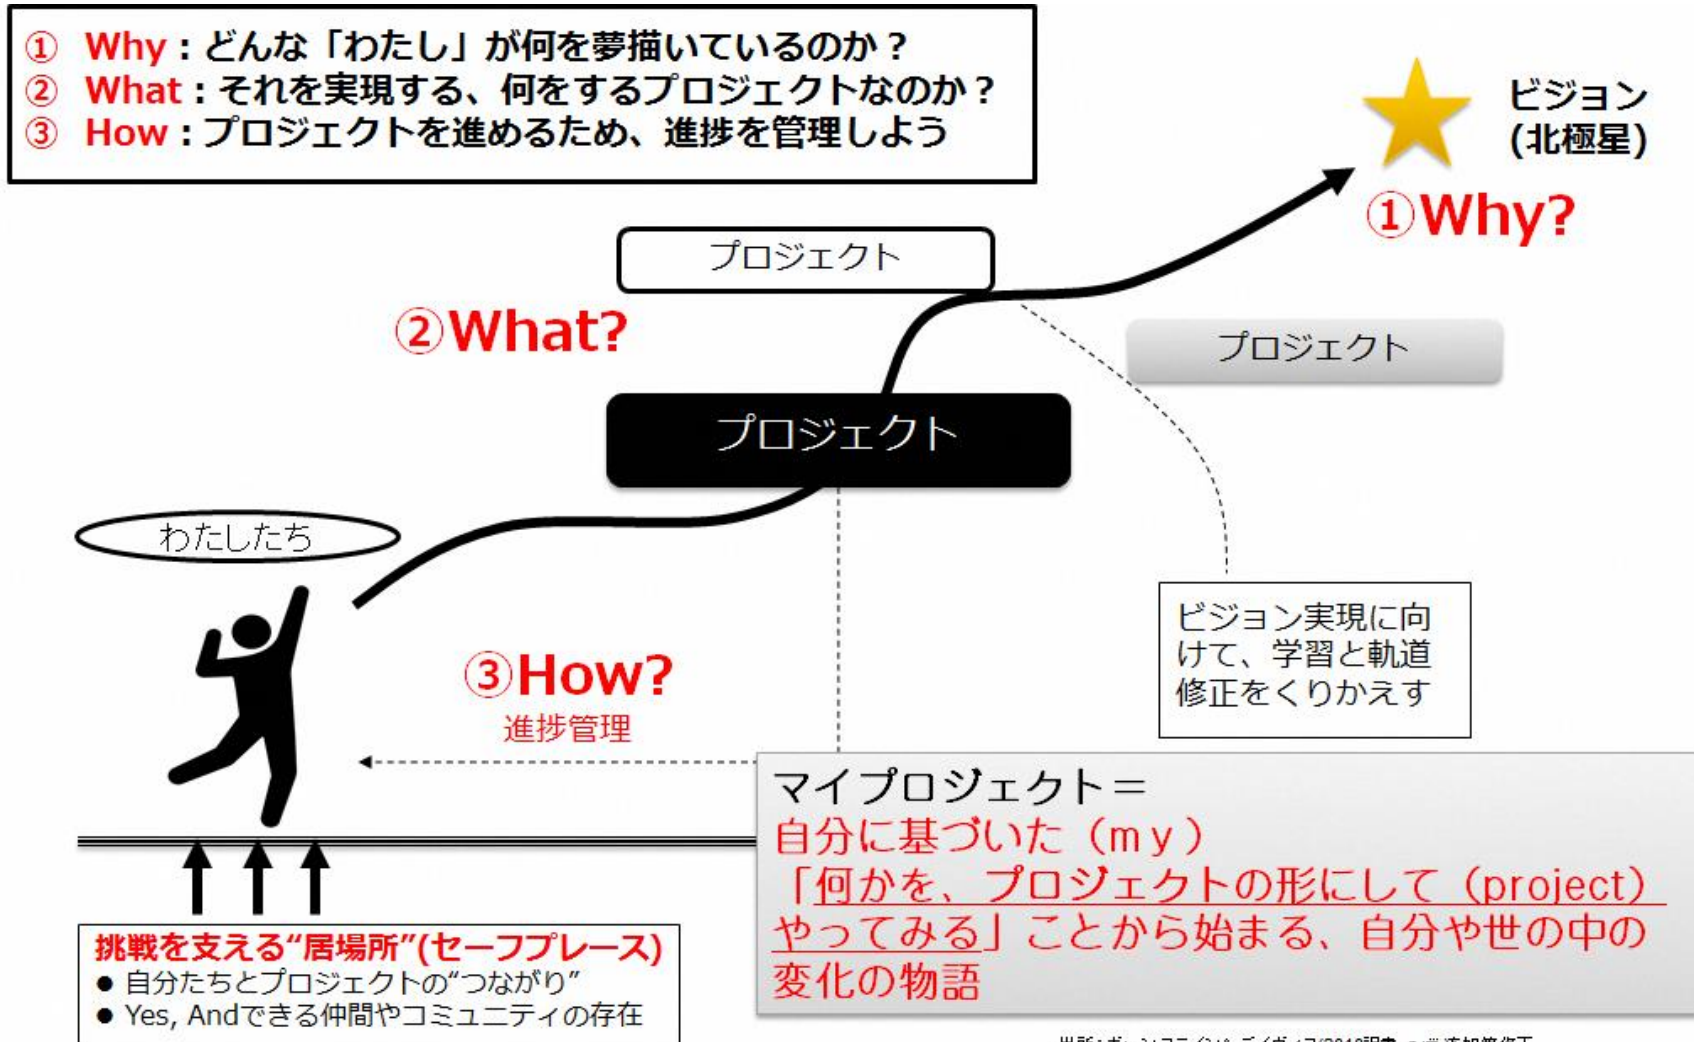 ① Why：どんな「わたし」が何を夢描いているのか？
② What：それを実現する、何をするプロジェクトなのか？
③ How：プロジェクトを進めるため、進捗を管理しよう
ビジョン
(北極星)
①Why?
プロジェクト
②What?
プロジェクト
プロジェクト
わたしたち
③How?
進捗管理
ビジョン実現に向
けて、学習と軌道
修正をくりかえす
マイプロジェクト＝
自分に基づいた（ｍｙ）
「何かを、プロジェクトの形にして（project）
やってみる」ことから始まる、自分や世の中の
変化の物語
挑戦を支える“居場所”(セーフプレース)
● 自分たちとプロジェクトの“つながり”
● Yes, Andできる仲間やコミュニティの存在